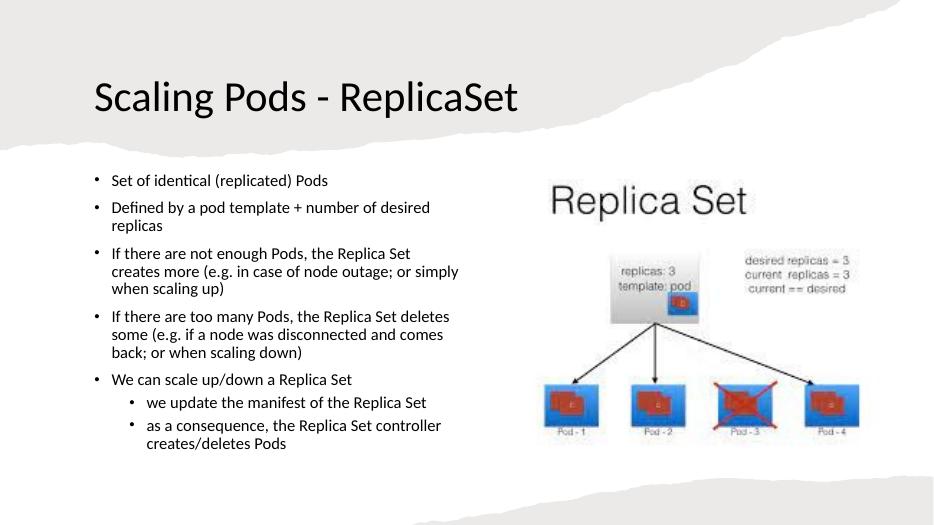 Scaling Pods - ReplicaSet
• Set of identical (replicated) Pods
• Defined by a pod template + number of desired
replicas
• If there are not enough Pods, the Replica Set
creates more (e.g. in case of node outage; or simply
when scaling up)
• If there are too many Pods, the Replica Set deletes
some (e.g. if a node was disconnected and comes
back; or when scaling down)
• We can scale up/down a Replica Set
• we update the manifest of the Replica Set
• as a consequence, the Replica Set controller
creates/deletes Pods
Replica Set
replicas: 3
template: pod
desired replicas = 3
current replicas = 3
current == desired
Pod - 1
Pod - 2
Pod - 3
Pod - 4